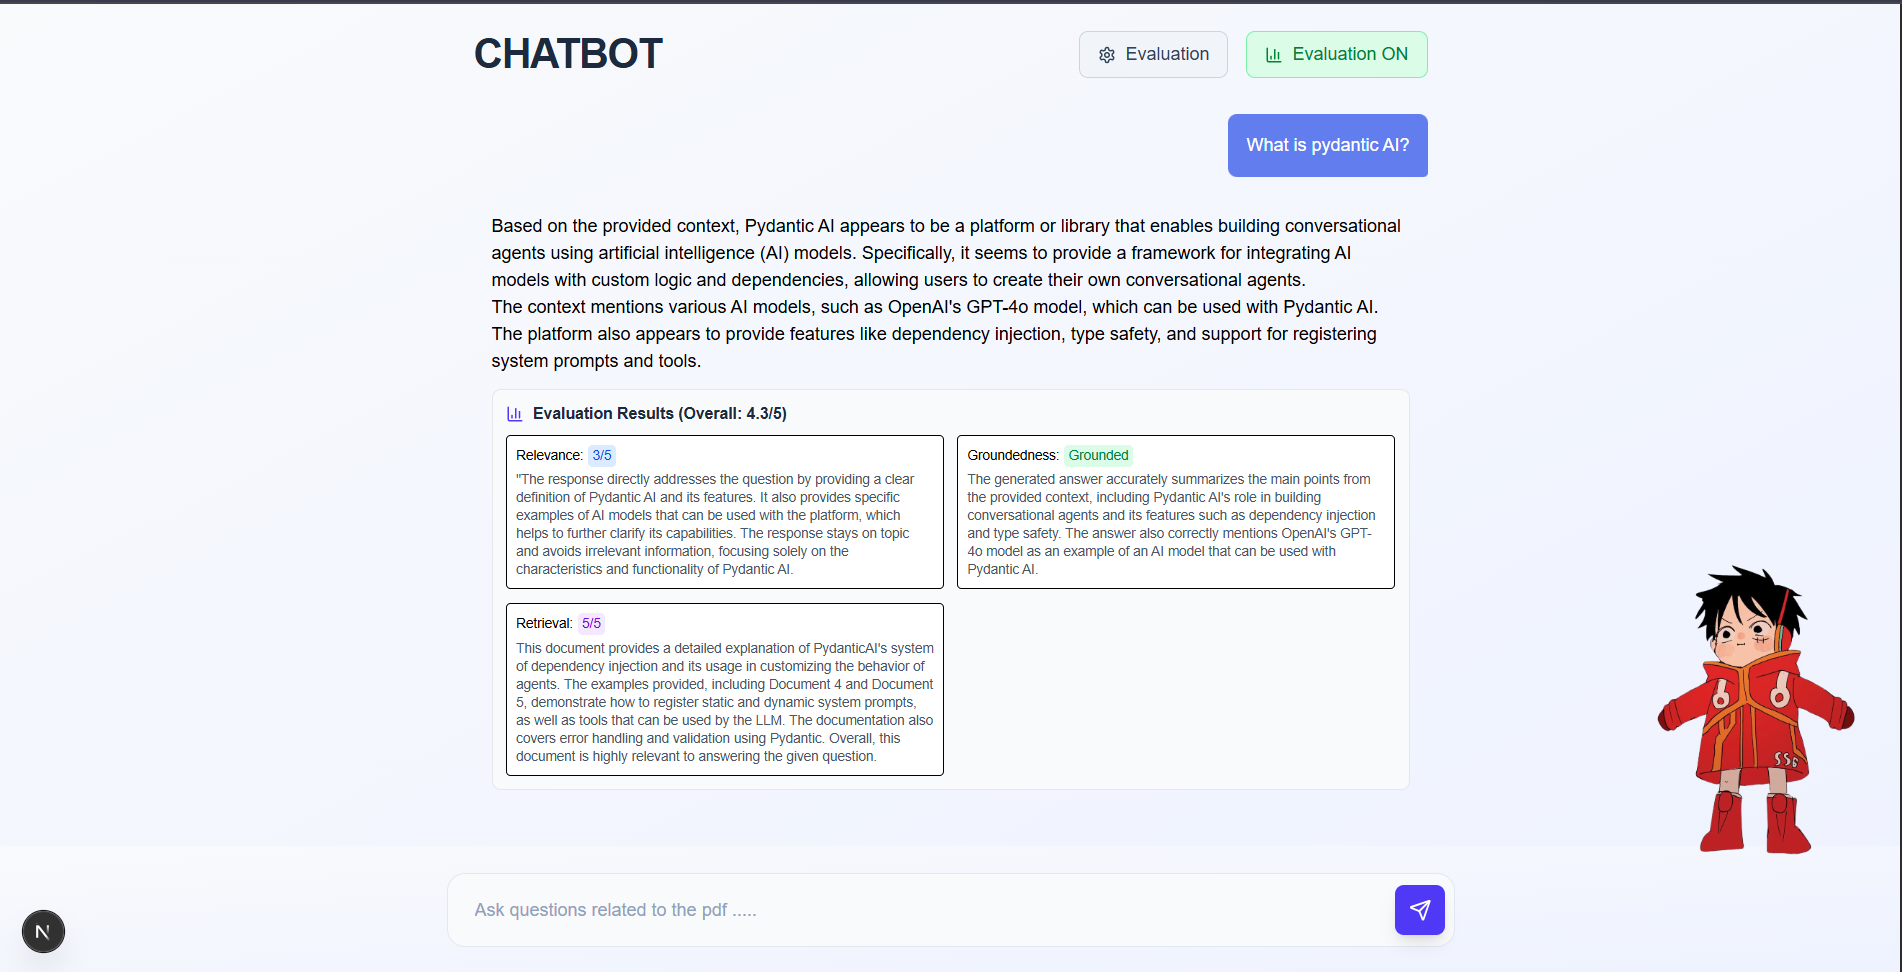 CHATBOT
Evaluation
Evaluation ON
What is pydantic AI?
Based on the provided context, Pydantic AI appears to be a platform or library that enables building conversational
agents using artificial intelligence (AI) models. Specifically, it seems to provide a framework for integrating AI
models with custom logic and dependencies, allowing users to create their own conversational agents.
The context mentions various AI models, such as OpenAI's GPT-4o model, which can be used with Pydantic AI.
The platform also appears to provide features like dependency injection, type safety, and support for registering
system prompts and tools.
Evaluation Results (Overall: 4.3/5)
Relevance: 3/5
"The response directly addresses the question by providing a clear
definition of Pydantic AI and its features. It also provides specific
examples of AI models that can be used with the platform, which
helps to further clarify its capabilities. The response stays on topic
and avoids irrelevant information, focusing solely on the
characteristics and functionality of Pydantic AI.
Groundedness: Grounded
The generated answer accurately summarizes the main points from
the provided context, including Pydantic AI's role in building
conversational agents and its features such as dependency injection
and type safety. The answer also correctly mentions OpenAI's GPT-
4o model as an example of an AI model that can be used with
Pydantic AI.
Retrieval: 5/5
This document provides a detailed explanation of PydanticAI's system
of dependency injection and its usage in customizing the behavior of
agents. The examples provided, including Document 4 and Document
5, demonstrate how to register static and dynamic system prompts,
as well as tools that can be used by the LLM. The documentation also
covers error handling and validation using Pydantic. Overall, this
document is highly relevant to answering the given question.
SSG
Ask questions related to the pdf .....
N